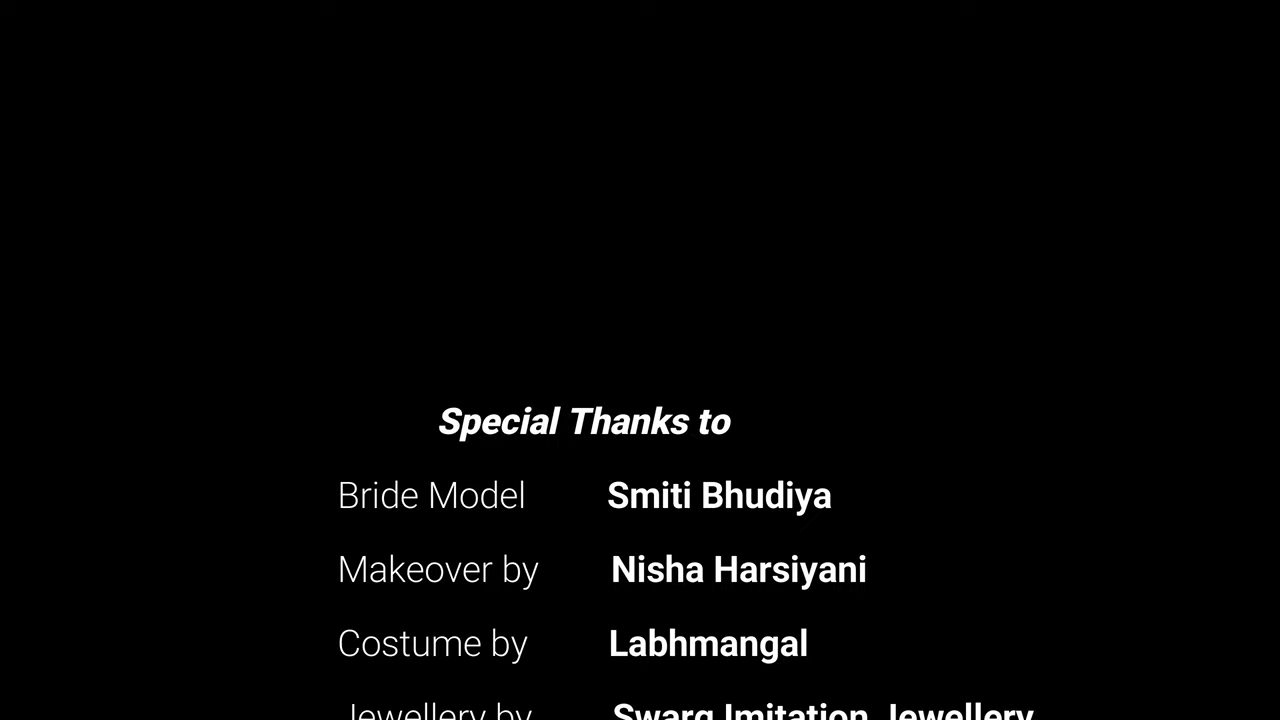 Special Thanks to
Bride Model Smiti Bhudiya
Makeover by Nisha Harsiyani
Costume by Labhmangal
Jewellery by Swarg Imitation Jewellery